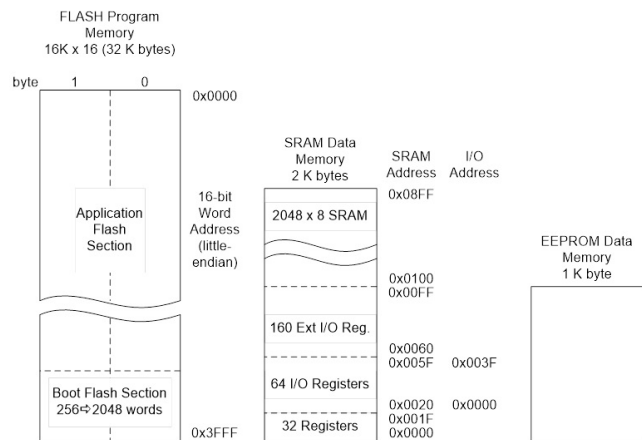 FLASH Program
Memory
16K x 16 (32 K bytes)
byte 1 0
0x0000
Application
Flash
Section
16-bit
Word
Address
(little-
endian)
Boot Flash Section
256⇨2048 words
0x3FFF
SRAM Data
Memory
2 K bytes
SRAM
Address
I/O
Address
0x08FF
2048 x 8 SRAM
0x0100
0x00FF
160 Ext I/O Reg.
0x0060
0x005F 0x003F
64 I/O Registers
0x0020 0x0000
0x001F
32 Registers
0x0000
EEPROM Data
Memory
1 K byte